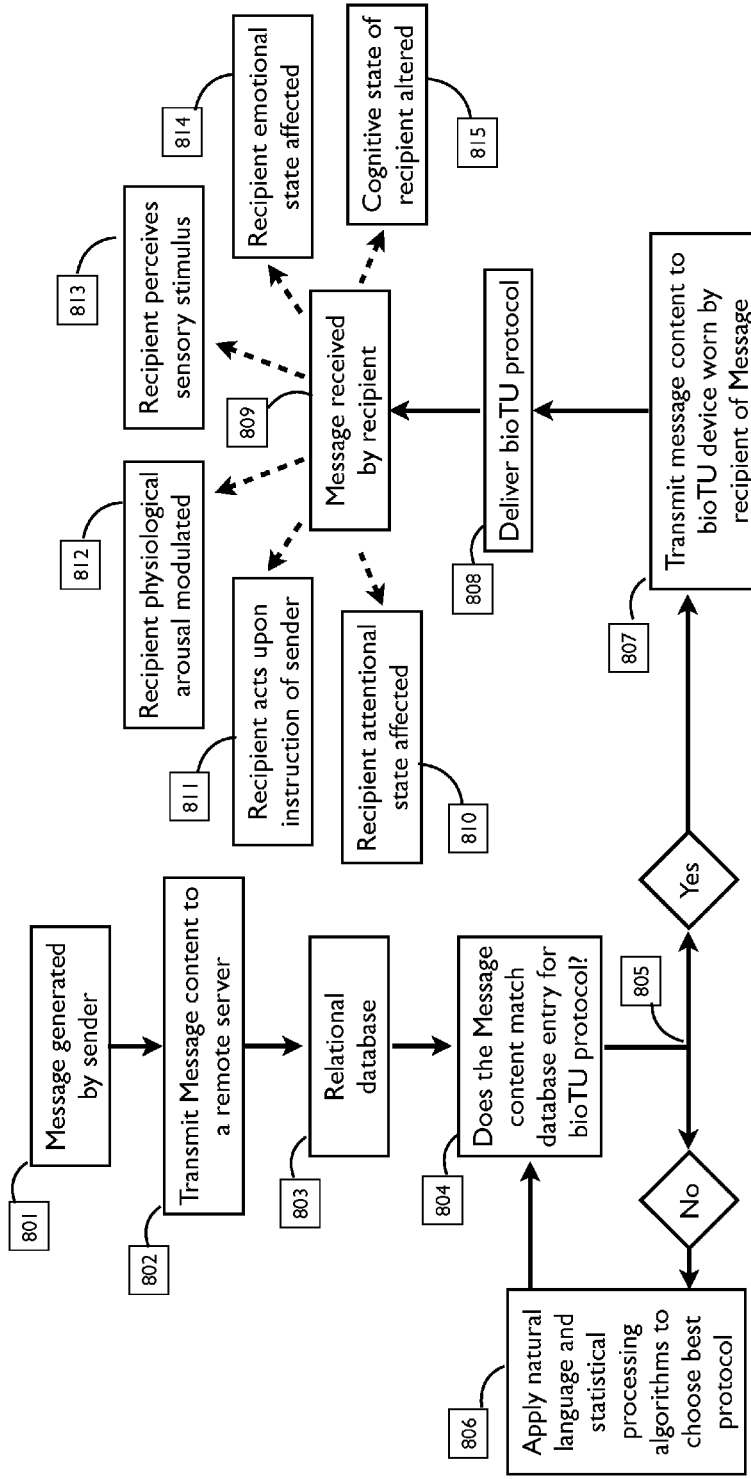 801
Message generated
by sender
802
Transmit Message content to
a remote server
803
Relational
database
804
Does the Message
content match
database entry for
bioTU protocol?
805
No
Yes
806
Apply natural
language and
statistical
processing
algorithms to
choose best
protocol
807
Transmit message content to
bioTU device worn by
recipient of Message
808
Deliver bioTU protocol
809
Message received
by recipient
810
Recipient attentional
state affected
811
Recipient acts upon
instruction of sender
812
Recipient physiological
arousal modulated
813
Recipient perceives
sensory stimulus
814
Recipient emotional
state affected
815
Cognitive state of
recipient altered